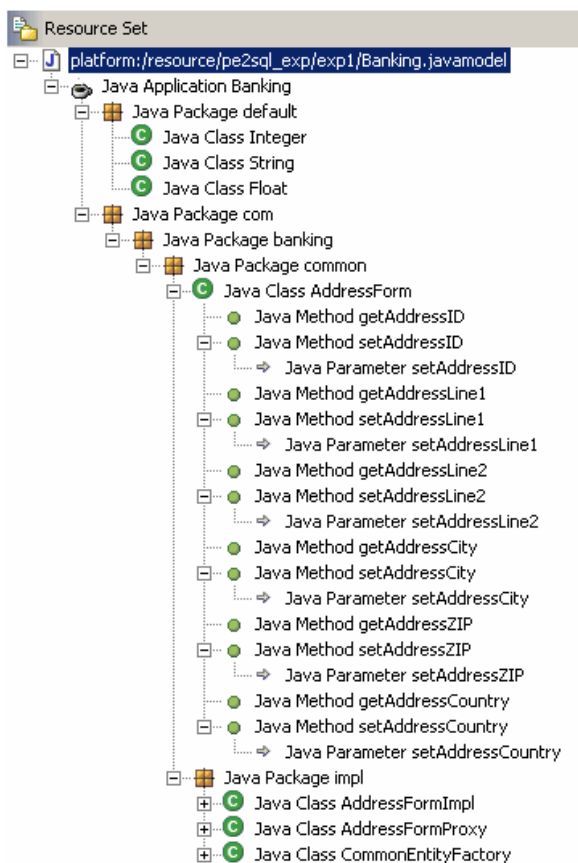 Resource Set
platform:/resource/pe2sql_exp/exp1/Banking.javamodel
Java Application Banking
Java Package default
Java Class Integer
Java Class String
Java Class Float
Java Package com
Java Package banking
Java Package common
Java Class AddressForm
Java Method getAddressID
Java Method setAddressID
Java Parameter setAddressID
Java Method getAddressLine1
Java Method setAddressLine1
Java Parameter setAddressLine1
Java Method getAddressLine2
Java Method setAddressLine2
Java Parameter setAddressLine2
Java Method getAddressCity
Java Method setAddressCity
Java Parameter setAddressCity
Java Method getAddressZIP
Java Method setAddressZIP
Java Parameter setAddressZIP
Java Method getAddressCountry
Java Method setAddressCountry
Java Parameter setAddressCountry
Java Package impl
Java Class AddressFormImpl
Java Class AddressFormProxy
Java Class CommonEntityFactory